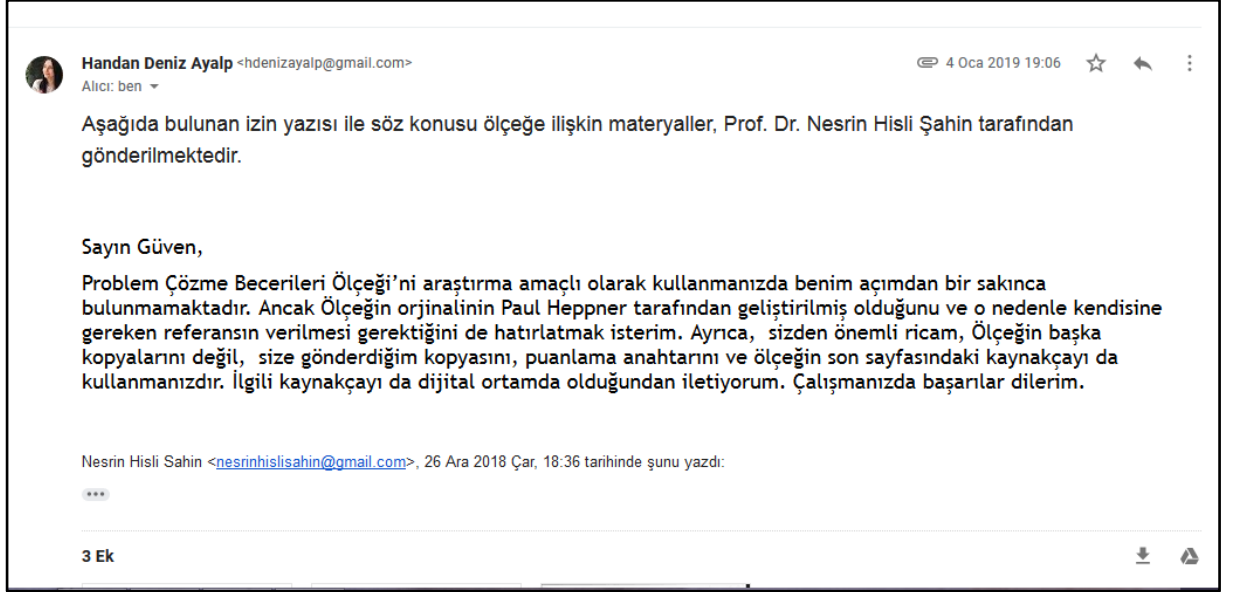 Handan Deniz Ayalp <hdenizayalp@gmail.com> 4 Oca 2019 19:06
Alıcı: ben
Aşağıda bulunan izin yazısı ile söz konusu ölçeğe ilişkin materyaller, Prof. Dr. Nesrin Hisli Şahin tarafından
gönderilmektedir.
Sayın Güven,
Problem Çözme Becerileri Ölçeği’ni araştırma amaçlı olarak kullanmanızda benim açımdan bir sakınca
bulunmamaktadır. Ancak Ölçeğin orjinalinin Paul Heppner tarafından geliştirilmiş olduğunu ve o nedenle kendisine
gereken referansın verilmesi gerektiğini de hatırlatmak isterim. Ayrıca, sizden önemli ricam, Ölçeğin başka
kopyalarını değil, size gönderdiğim kopyasını, puanlama anahtarını ve ölçeğin son sayfasındaki kaynakçayı da
kullanmanızdır. İlgili kaynakçayı da dijital ortamda olduğundan iletiyorum. Çalışmanızda başarılar dilerim.
Nesrin Hisli Sahin <nesrinhislisahin@gmail.com>, 26 Ara 2018 Çar, 18:36 tarihinde şunu yazdı:
3 Ek